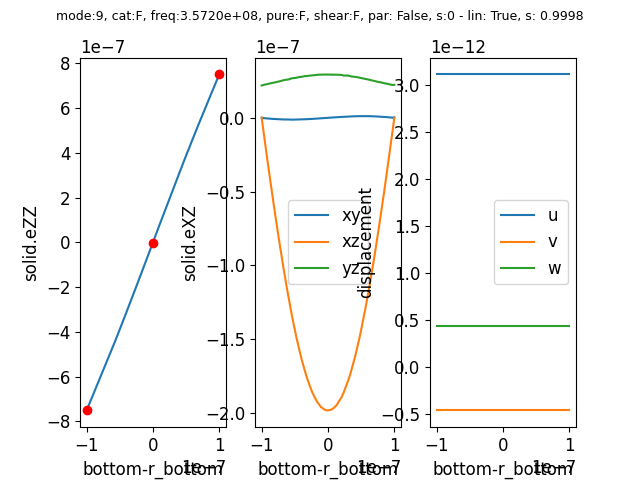 mode:9, cat:F, freq:3.5720e+08, pure:F, shear:F, par: False, s:0 - lin: True, s: 0.9998
1e−7 1e−7 1e−12
8
6
4
2
0
−2
−4
−6
−8
solid.eZZ
−1 0 1
1e−7
bottom-r_bottom
0.0
−0.5
−1.0
−1.5
−2.0
solid.eXZ
xy
xz
yz
−1 0 1
1e−7
bottom-r_bottom
3.0
2.5
2.0
1.5
1.0
0.5
0.0
−0.5
displacement
u
v
w
−1 0 1
1e−7
bottom-r_bottom